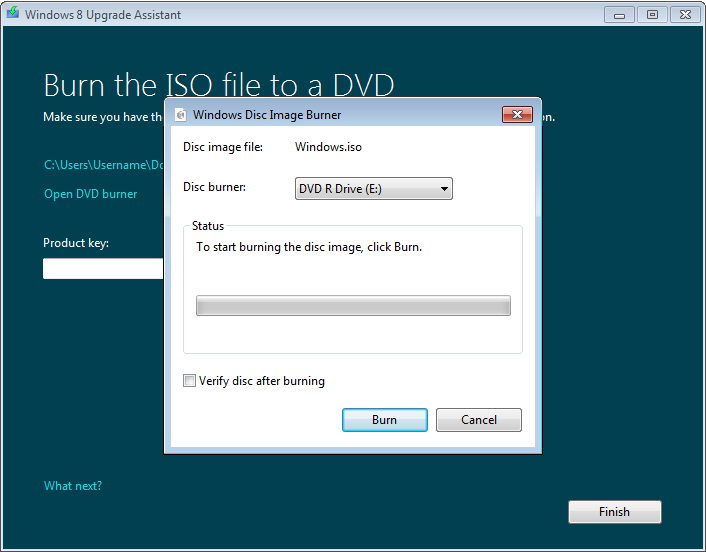 Windows 8 Upgrade Assistant
Burn the ISO file to a DVD
Make sure you have th
on.
C:\Users\Username\Do
Open DVD burner
Product key:
Windows Disc Image Burner
Disc image file: Windows.iso
Disc burner: DVD R Drive (E:)
Status
To start burning the disc image, click Burn.
Verify disc after burning
Burn Cancel
What next?
Finish